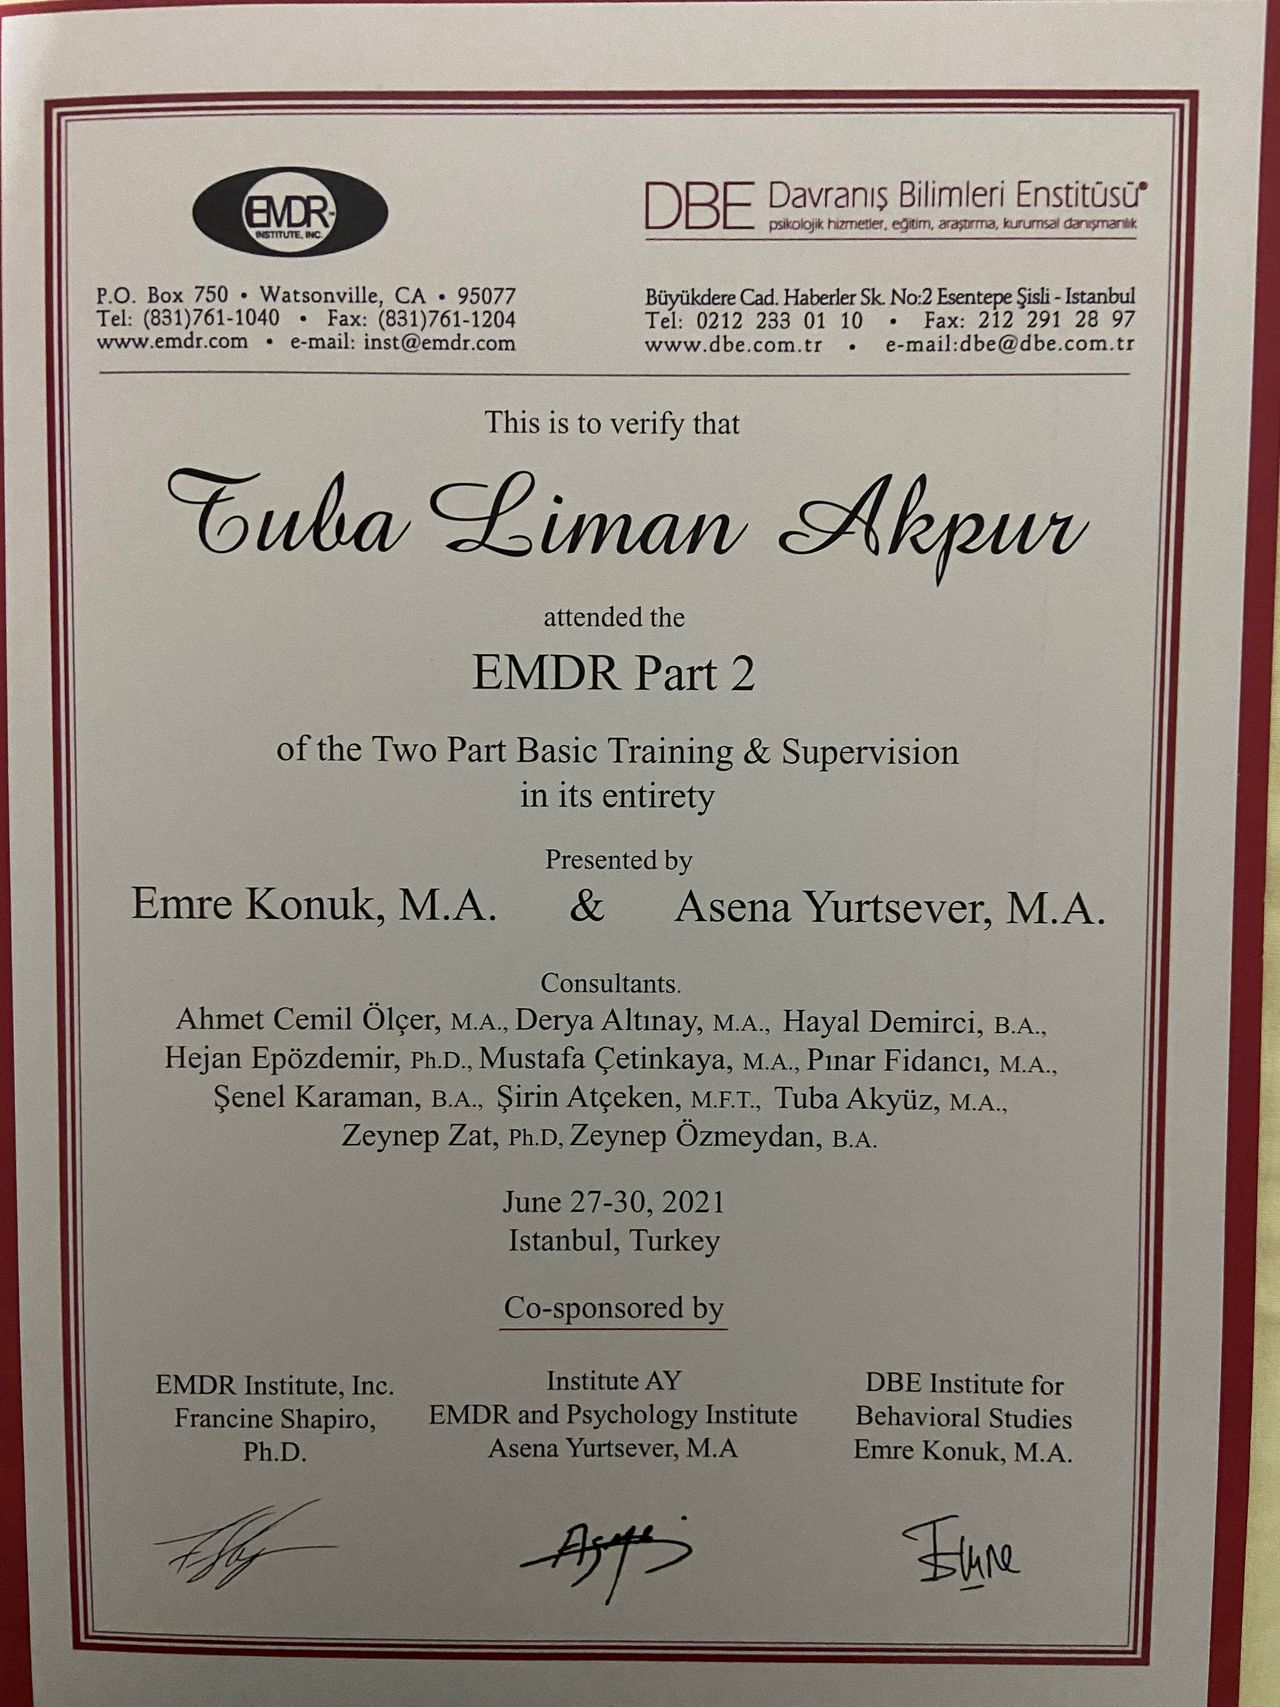 EMDR
INSTITUTE, INC.
DBE Davranış Bilimleri Enstitüsü®
psikolojik hizmetler, eğitim, araştırma, kurumsal danışmanlık
P.O. Box 750 • Watsonville, CA • 95077
Tel: (831)761-1040 • Fax: (831)761-1204
www.emdr.com • e-mail: inst@emdr.com
Büyükdere Cad. Haberler Sk. No:2 Esentepe Şisli - Istanbul
Tel: 0212 233 01 10 • Fax: 212 291 28 97
www.dbe.com.tr • e-mail:dbe@dbe.com.tr
This is to verify that
Tuba Liman Akpur
attended the
EMDR Part 2
of the Two Part Basic Training & Supervision
in its entirety
Presented by
Emre Konuk, M.A. & Asena Yurtsever, M.A.
Consultants.
Ahmet Cemil Ölçer, M.A., Derya Altınay, M.A., Hayal Demirci, B.A.,
Hejan Epözdemir, Ph.D., Mustafa Çetinkaya, M.A., Pınar Fidancı, M.A.,
Şenel Karaman, B.A., Şirin Atçeken, M.F.T., Tuba Akyüz, M.A.,
Zeynep Zat, Ph.D, Zeynep Özmeydan, B.A.
June 27-30, 2021
Istanbul, Turkey
Co-sponsored by
EMDR Institute, Inc.
Francine Shapiro,
Ph.D.
Institute AY
EMDR and Psychology Institute
Asena Yurtsever, M.A
DBE Institute for
Behavioral Studies
Emre Konuk, M.A.